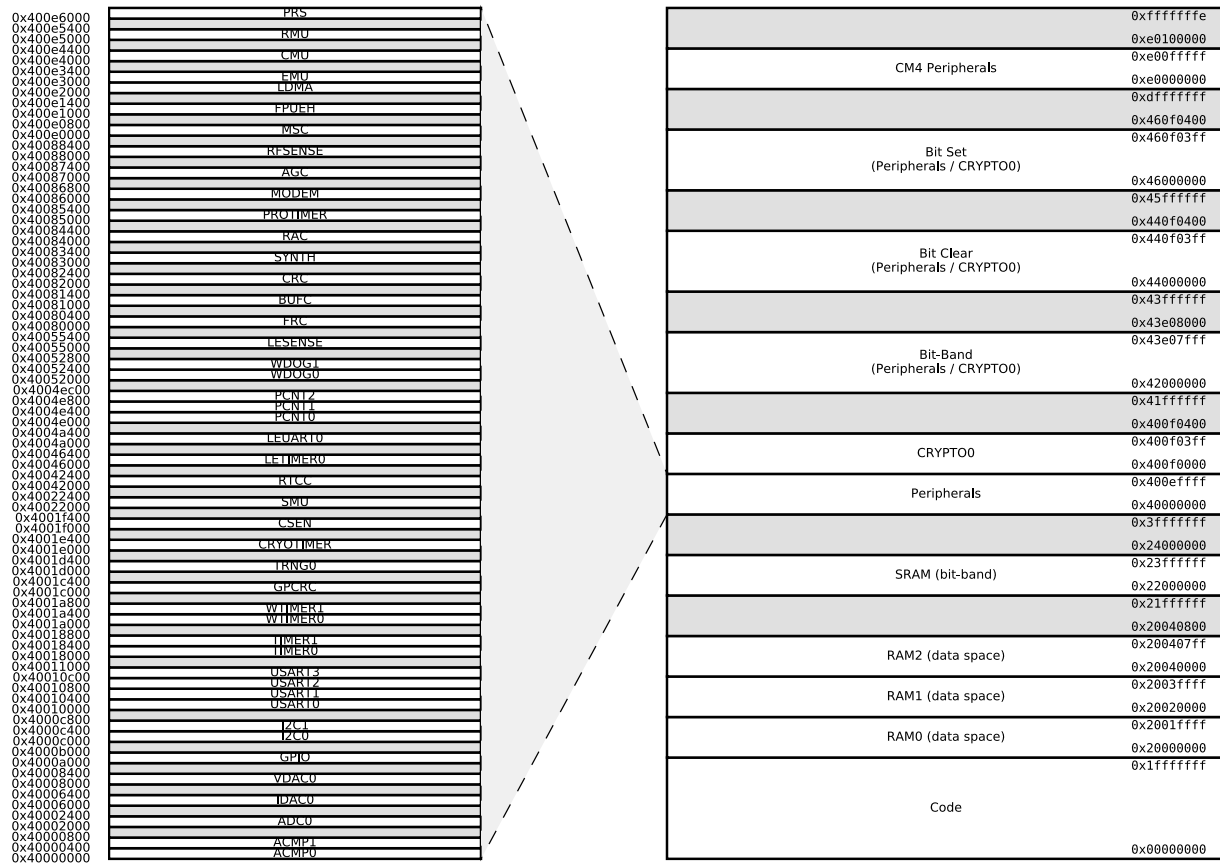 0x400e6000
0x400e5400
0x400e5000
0x400e4400
0x400e4000
0x400e3400
0x400e3000
0x400e2000
0x400e1400
0x400e1000
0x400e0800
0x400e0000
0x40088400
0x40088000
0x40087400
0x40087000
0x40086800
0x40086000
0x40085400
0x40085000
0x40084400
0x40084000
0x40083400
0x40083000
0x40082400
0x40082000
0x40081400
0x40081000
0x40080400
0x40080000
0x40055400
0x40055000
0x40052800
0x40052400
0x40052000
0x4004ec00
0x4004e800
0x4004e400
0x4004e000
0x4004a400
0x4004a000
0x40046400
0x40046000
0x40042400
0x40042000
0x40022400
0x40022000
0x4001f400
0x4001f000
0x4001e400
0x4001e000
0x4001d400
0x4001d000
0x4001c400
0x4001c000
0x4001a800
0x4001a400
0x4001a000
0x40018800
0x40018400
0x40018000
0x40011000
0x40010c00
0x40010800
0x40010400
0x40010000
0x4000c800
0x4000c400
0x4000c000
0x4000b000
0x4000a000
0x40008400
0x40008000
0x40006400
0x40006000
0x40002400
0x40002000
0x40000800
0x40000400
0x40000000
PRS
RMU
CMU
EMU
LDMA
FPUEH
MSC
RFSENSE
AGC
MODEM
PROTIMER
RAC
SYNTH
CRC
BUFC
FRC
LESENSE
WDOG1
WDOG0
PCNT2
PCNT1
PCNT0
LEUART0
LETIMER0
RTCC
SMU
CSEN
CRYOTIMER
TRNG0
GPCRC
WTIMER1
WTIMER0
TIMER1
TIMER0
USART3
USART2
USART1
USART0
I2C1
I2C0
GPIO
VDAC0
IDAC0
ADC0
ACMP1
ACMP0
0xfffffffe
0xe0100000
0xe00fffff
CM4 Peripherals
0xe0000000
0xdfffffff
0x460f0400
0x460f03ff
Bit Set
(Peripherals / CRYPTO0)
0x46000000
0x45ffffff
0x440f0400
0x440f03ff
Bit Clear
(Peripherals / CRYPTO0)
0x44000000
0x43ffffff
0x43e08000
0x43e07fff
Bit-Band
(Peripherals / CRYPTO0)
0x42000000
0x41ffffff
0x400f0400
0x400f03ff
CRYPTO0
0x400f0000
0x400effff
Peripherals
0x40000000
0x3fffffff
0x24000000
0x23ffffff
SRAM (bit-band)
0x22000000
0x21ffffff
0x20040800
0x200407ff
RAM2 (data space)
0x20040000
0x2003ffff
RAM1 (data space)
0x20020000
0x2001ffff
RAM0 (data space)
0x20000000
0x1fffffff
Code
0x00000000